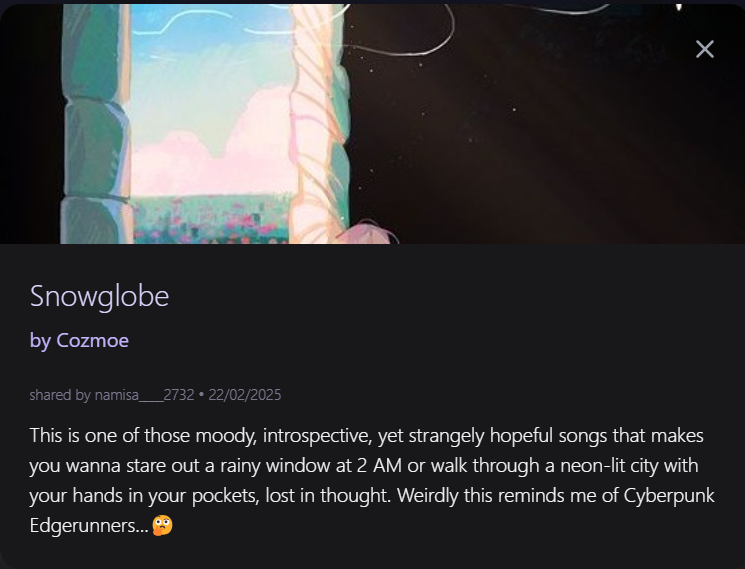 Snowglobe
by Cozmoe
shared by namisa___2732 • 22/02/2025
This is one of those moody, introspective, yet strangely hopeful songs that makes
you wanna stare out a rainy window at 2 AM or walk through a neon-lit city with
your hands in your pockets, lost in thought. Weirdly this reminds me of Cyberpunk
Edgerunners...🤔